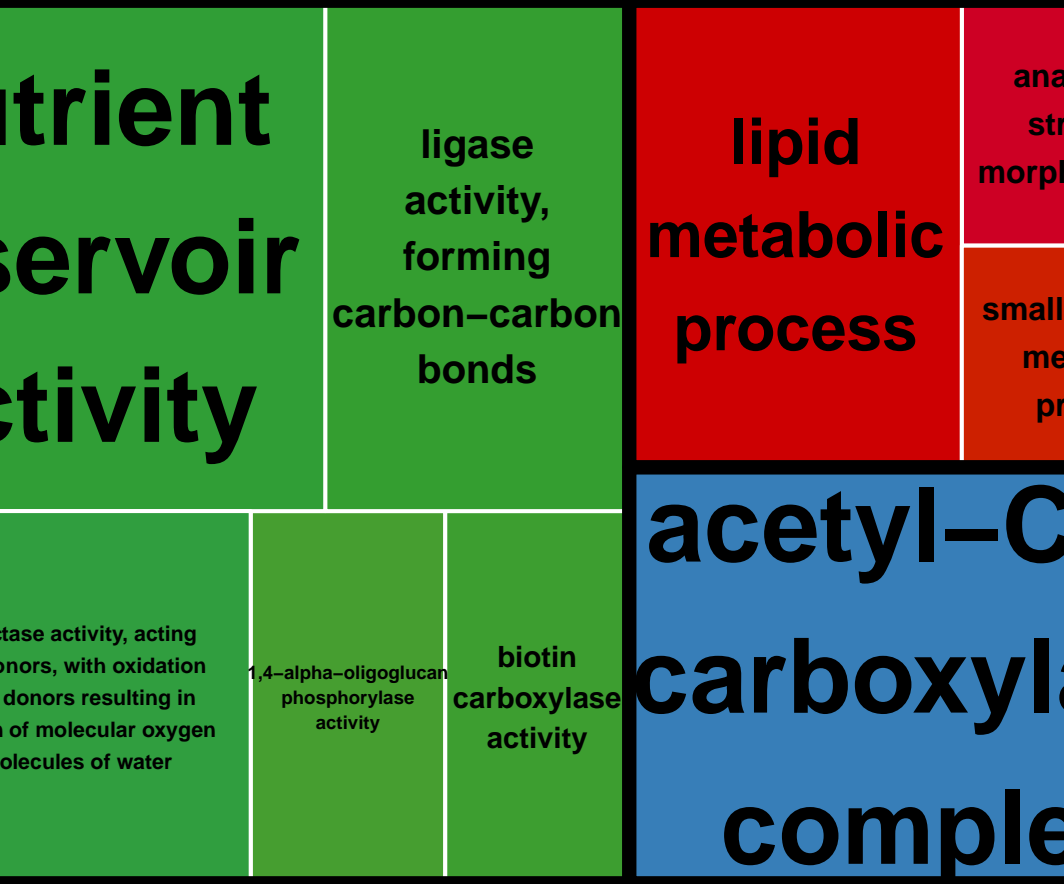 utrient
servoir
ctivity
ligase
activity,
forming
carbon−carbon
bonds
lipid
metabolic
process
ana
str
morph
small
me
pr
ctase activity, acting
onors, with oxidation
donors resulting in
of molecular oxygen
olecules of water
1,4−alpha−oligoglucan
phosphorylase
activity
biotin
carboxylase
activity
acetyl−C
carboxyla
comple